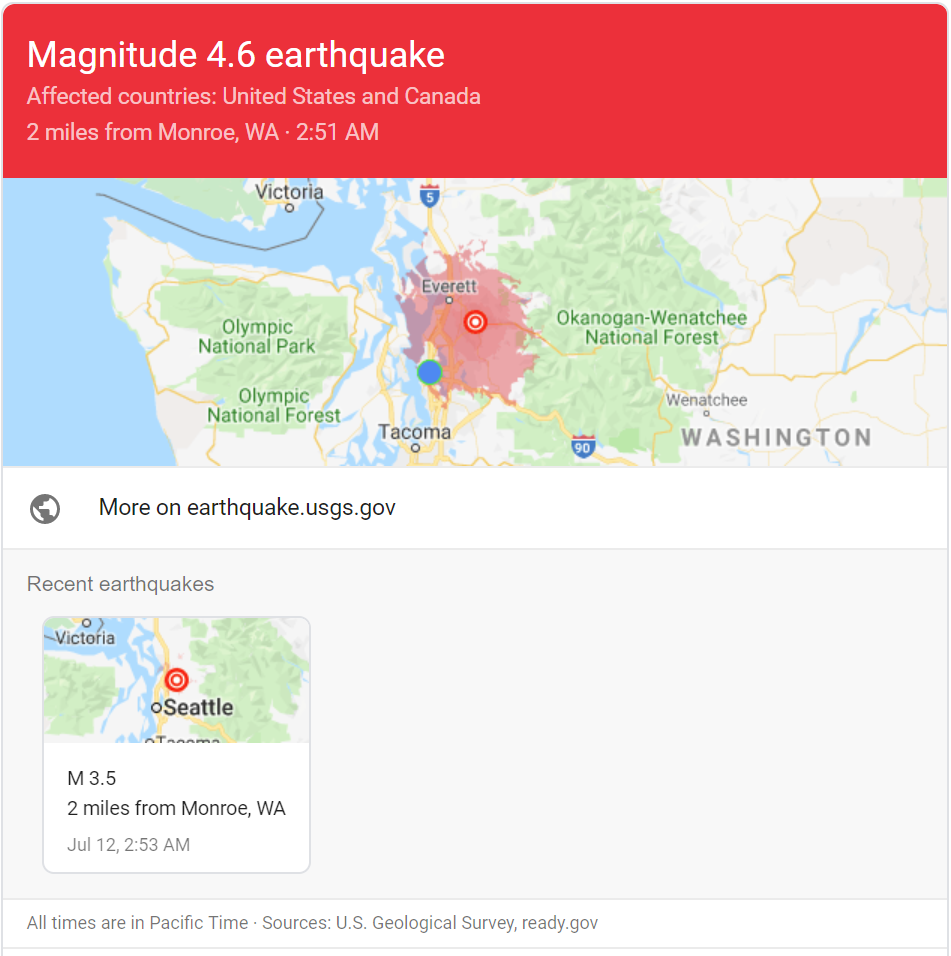 Magnitude 4.6 earthquake
Affected countries: United States and Canada
2 miles from Monroe, WA · 2:51 AM
Victoria
5
Everett
Olympic
National Park
Okanogan-Wenatchee
National Forest
Olympic
National Forest
Wenatchee
Tacoma
WASHINGTON
90
More on earthquake.usgs.gov
Recent earthquakes
Victoria
Seattle
Tacoma
M 3.5
2 miles from Monroe, WA
Jul 12, 2:53 AM
All times are in Pacific Time · Sources: U.S. Geological Survey, ready.gov